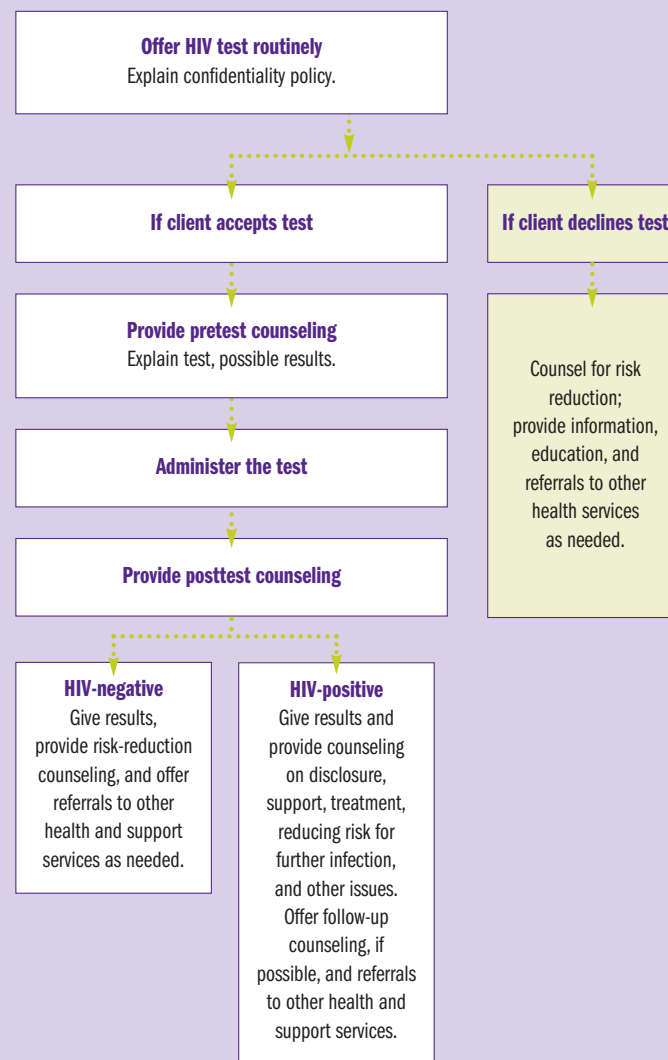 Offer HIV test routinely
Explain confidentiality policy.
If client accepts test
If client declines test
Provide pretest counseling
Explain test, possible results.
Counsel for risk
reduction;
provide information,
education, and
referrals to other
health services
as needed.
Administer the test
Provide posttest counseling
HIV-negative
Give results,
provide risk-reduction
counseling, and offer
referrals to other
health and support
services as needed.
HIV-positive
Give results and
provide counseling
on disclosure,
support, treatment,
reducing risk for
further infection,
and other issues.
Offer follow-up
counseling, if
possible, and referrals
to other health and
support services.